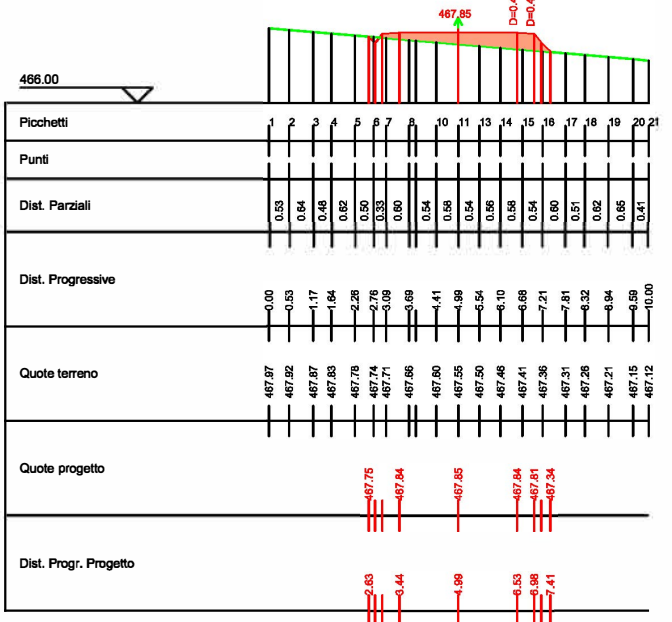 467.85
D=0.4
D=0.4
466.00
Picchetti 1 2 3 4 5 6 7 8 10 11 13 14 15 16 17 18 19 20 21
Punti
Dist. Parziali 0.53 0.64 0.48 0.62 0.50 0.33 0.60 0.54 0.58 0.54 0.56 0.58 0.54 0.60 0.51 0.62 0.65 0.41
Dist. Progressive 0.00 0.53 1.17 1.64 2.26 2.76 3.09 3.69 4.41 4.99 5.54 6.10 6.68 7.21 7.81 8.32 8.94 9.59 10.00
Quote terreno 467.97 467.92 467.87 467.83 467.78 467.74 467.71 467.66 467.60 467.55 467.50 467.46 467.41 467.36 467.31 467.26 467.21 467.15 467.12
Quote progetto 467.75 467.84 467.85 467.84 467.81 467.34
Dist. Progr. Progetto 2.63 3.44 4.99 6.53 6.98 7.41